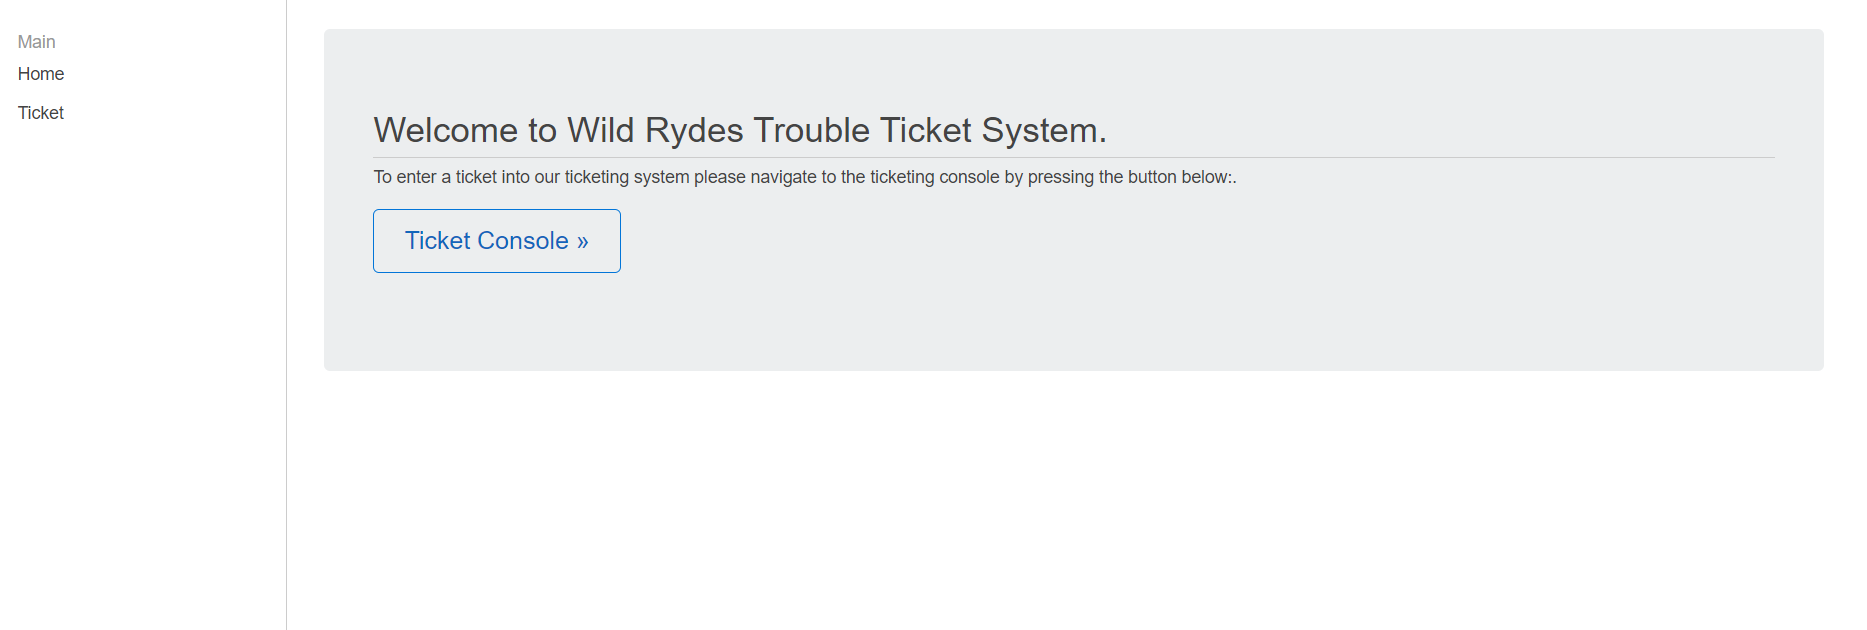 Main
Home
Ticket
Welcome to Wild Rydes Trouble Ticket System.
To enter a ticket into our ticketing system please navigate to the ticketing console by pressing the button below:.
Ticket Console »